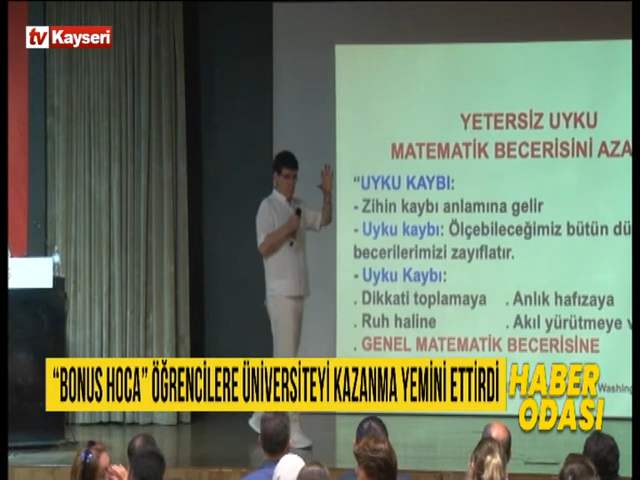 tv Kayseri
YETERSİZ UYKU
MATEMATİK BECERİSİNİ AZA
“UYKU KAYBI:
- Zihin kaybı anlamına gelir
- Uyku kaybı: Ölçebileceğimiz bütün dü
becerilerimizi zayıflatır.
- Uyku Kaybı:
. Dikkati toplamaya . Anlık hafızaya
. Ruh haline . Akıl yürütmeye v
. GENEL MATEMATİK BECERİSİNE
Washing
“BONUS HOCA” ÖĞRENCİLERE ÜNİVERSİTEYİ KAZANMA YEMİNİ ETTİRDİ
HABER
ODASI